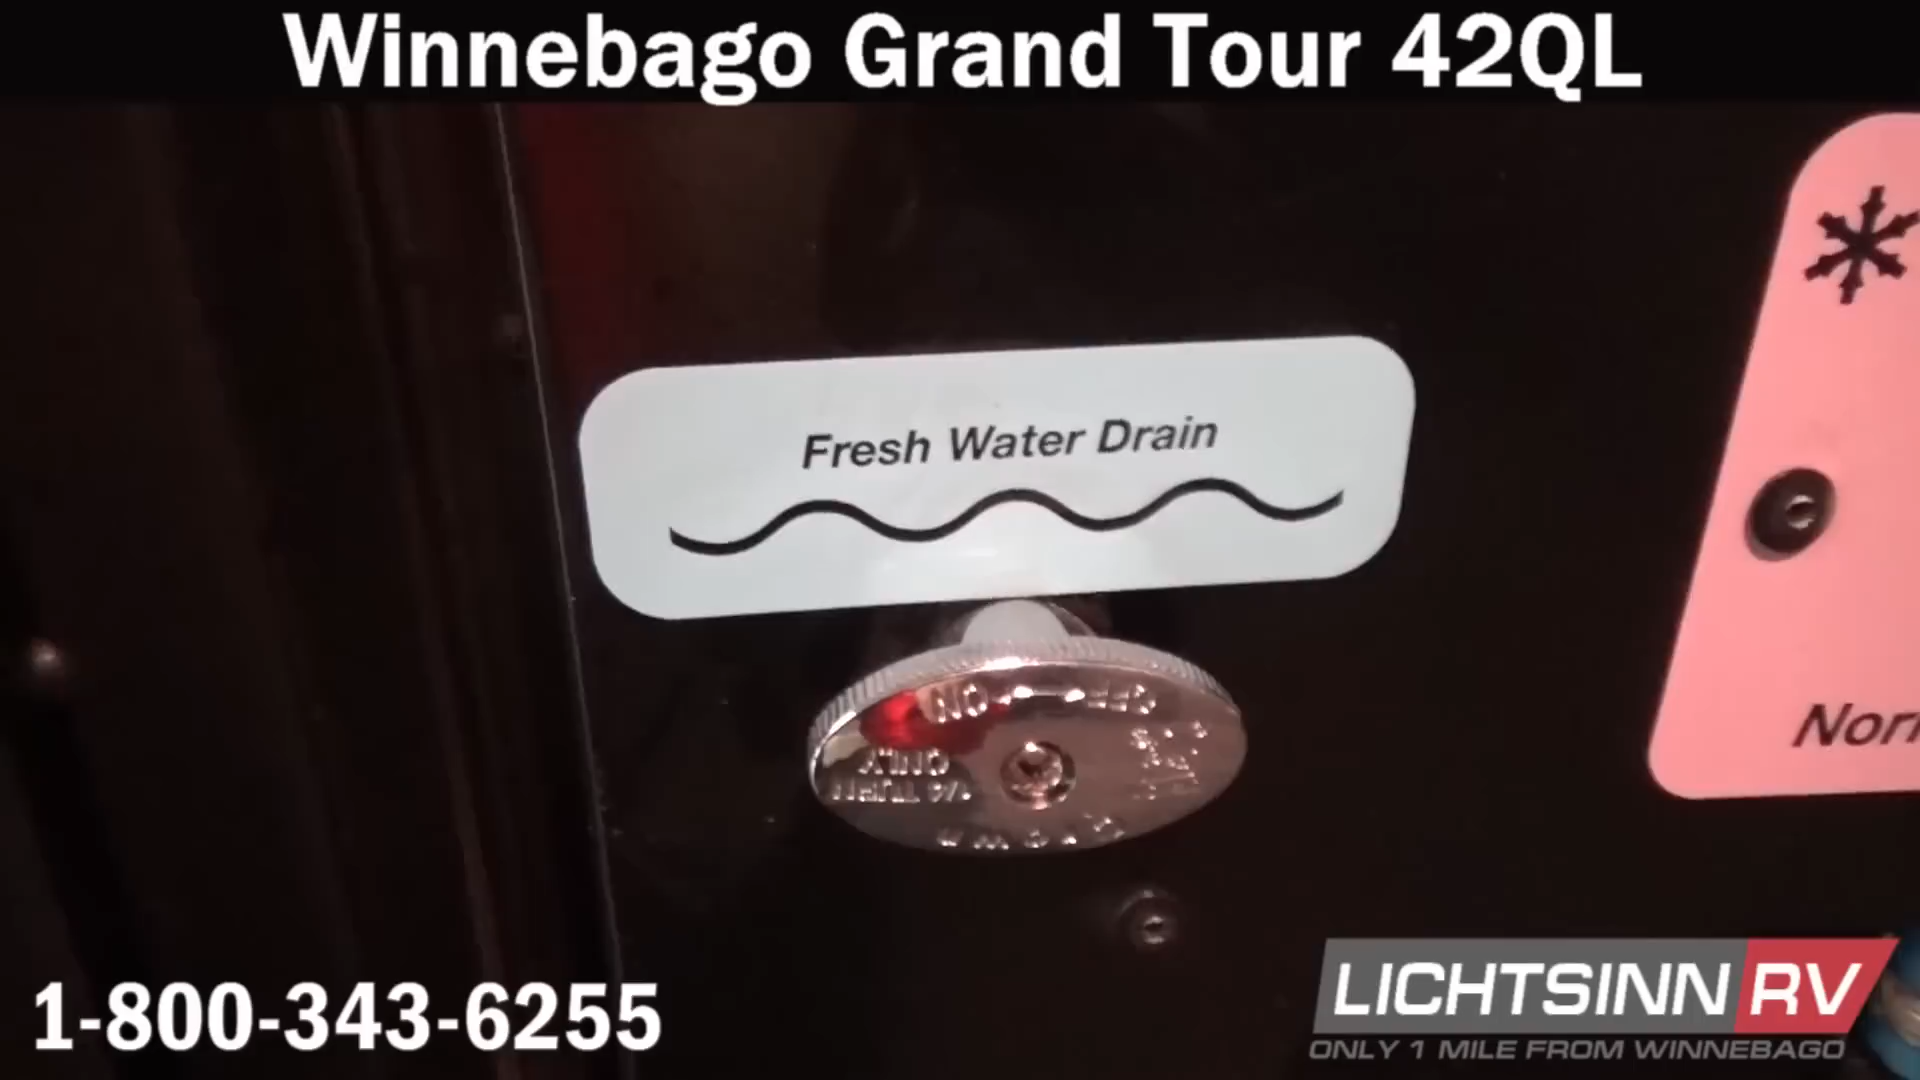 Winnebago Grand Tour 42QL
Fresh Water Drain
OFF ON
ONLY
1/4 TURN
1-800-343-6255
LICHTSINN RV
ONLY 1 MILE FROM WINNEBAGO